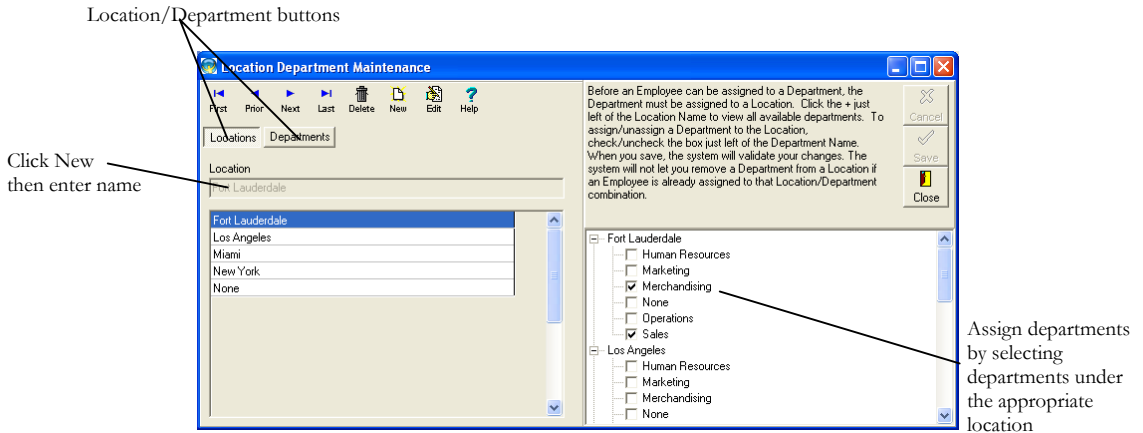 Location/Department buttons
Location Department Maintenance
First Prior Next Last Delete New Edit Help
Locations Departments
Location
Fort Lauderdale
Fort Lauderdale
Los Angeles
Miami
New York
None
Click New
then enter name
Before an Employee can be assigned to a Department, the
Department must be assigned to a Location. Click the + just
left of the Location Name to view all available departments. To
assign/unassign a Department to the Location,
check/uncheck the box just left of the Department Name.
When you save, the system will validate your changes. The
system will not let you remove a Department from a Location if
an Employee is already assigned to that Location/Department
combination.
Cancel
Save
Close
Fort Lauderdale
Human Resources
Marketing
Merchandising
None
Operations
Sales
Los Angeles
Human Resources
Marketing
Merchandising
None
Assign departments
by selecting
departments under
the appropriate
location